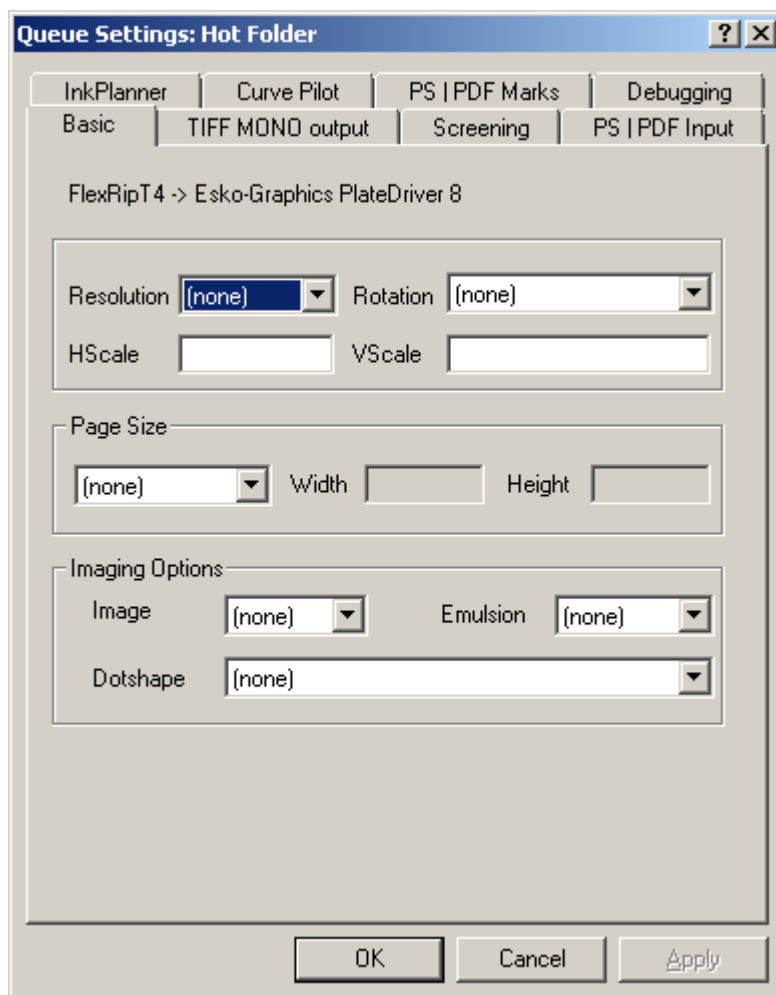 Queue Settings: Hot Folder
InkPlanner Curve Pilot PS | PDF Marks Debugging
Basic TIFF MONO output Screening PS | PDF Input
FlexRipT4 -> Esko-Graphics PlateDriver 8
Resolution (none) Rotation (none)
HScale VScale
Page Size
(none) Width Height
Imaging Options
Image (none) Emulsion (none)
Dotshape (none)
OK Cancel Apply